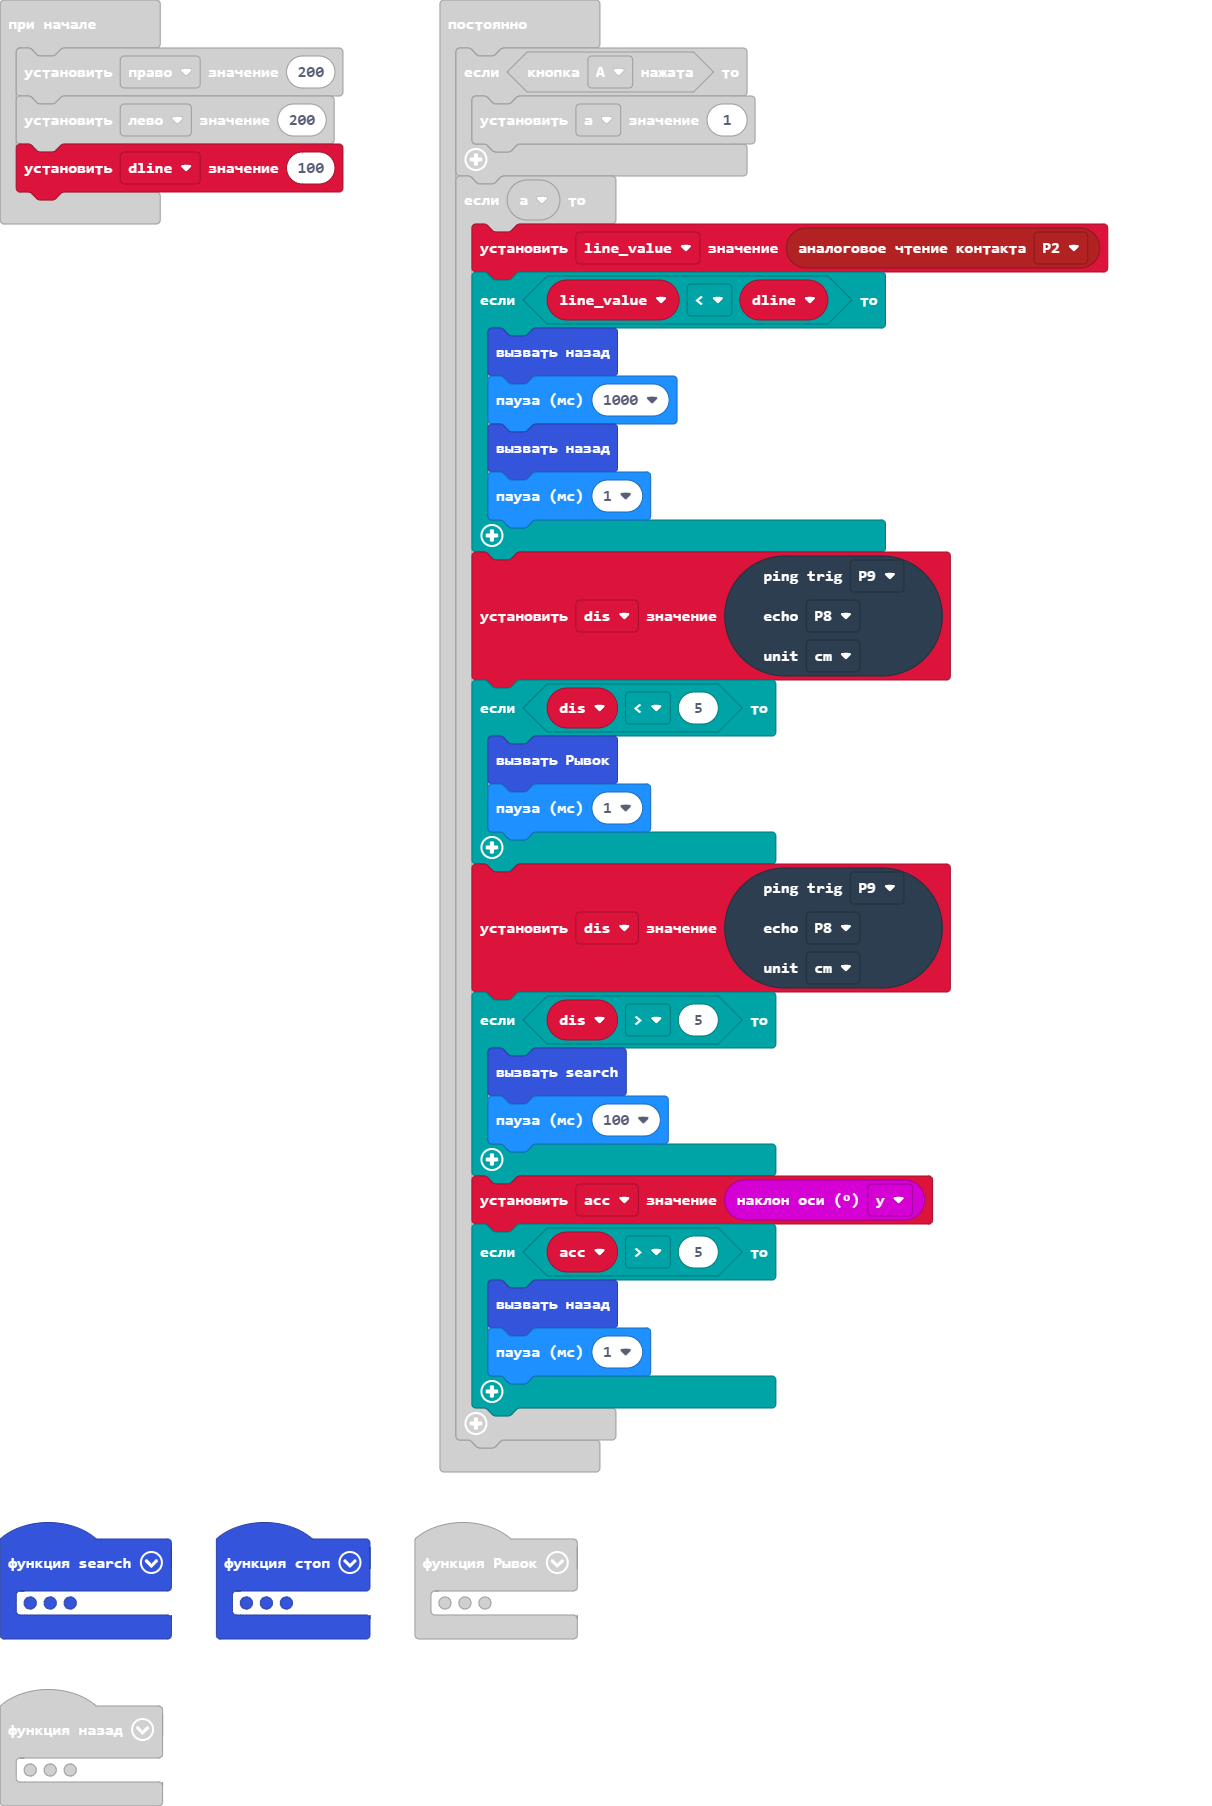 при начале
установить право значение 200
установить лево значение 200
установить dline значение 100
постоянно
если кнопка A нажата то
установить a значение 1
если a то
установить line_value значение аналоговое чтение контакта P2
если line_value < dline то
вызвать назад
пауза (мс) 1000
вызвать назад
пауза (мс) 1
установить dis значение ping trig P9
echo P8
unit cm
если dis < 5 то
вызвать Рывок
пауза (мс) 1
установить dis значение ping trig P9
echo P8
unit cm
если dis > 5 то
вызвать search
пауза (мс) 100
установить acc значение наклон оси (°) y
если acc > 5 то
вызвать назад
пауза (мс) 1
функция search
функция стоп
функция Рывок
функция назад